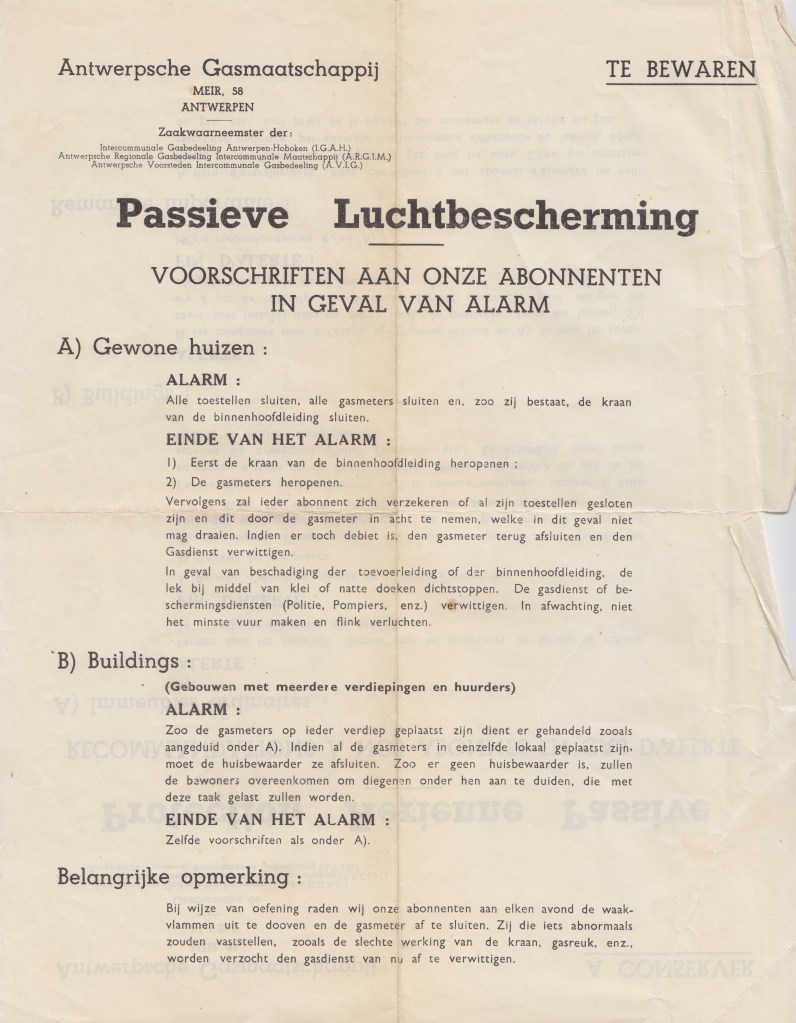 Antwerpsche Gasmaatschappij
TE BEWAREN
MEIR, 58
ANTWERPEN
Zaakwaarneemster der :
Intercommunale Gasbedeeling Antwerpen-Hoboken (I.G.A.H.)
Antwerpsche Regionale Gasbedeeling Intercommunale Maatschappij (A.R.G.I.M.)
Antwerpsche Voorsteden Intercommunale Gasbedeeling (A.V.I.G.)
Passieve Luchtbescherming
VOORSCHRIFTEN AAN ONZE ABONNENTEN
IN GEVAL VAN ALARM
A) Gewone huizen :
ALARM :
Alle toestellen sluiten, alle gasmeters sluiten en, zoo zij bestaat, de kraan
van de binnenhoofdleiding sluiten.
EINDE VAN HET ALARM :
1) Eerst de kraan van de binnenhoofdleiding heropenen ;
2) De gasmeters heropenen.
Vervolgens zal ieder abonnent zich verzekeren of al zijn toestellen gesloten
zijn en dit door de gasmeter in acht te nemen, welke in dit geval niet
mag draaien. Indien er toch debiet is, den gasmeter terug afsluiten en den
Gasdienst verwittigen.
In geval van beschadiging der toevoerleiding of der binnenhoofdleiding, de
lek bij middel van klei of natte doeken dichtstoppen. De gasdienst of be-
schermingsdiensten (Politie, Pompiers, enz.) verwittigen. In afwachting, niet
het minste vuur maken en flink verluchten.
B) Buildings :
(Gebouwen met meerdere verdiepingen en huurders)
ALARM :
Zoo de gasmeters op ieder verdiep geplaatst zijn dient er gehandeld zooals
aangeduid onder A). Indien al de gasmeters in eenzelfde lokaal geplaatst zijn,
moet de huisbewaarder ze afsluiten. Zoo er geen huisbewaarder is, zullen
de bewoners overeenkomen om diegenen onder hen aan te duiden, die met
deze taak gelast zullen worden.
EINDE VAN HET ALARM :
Zelfde voorschriften als onder A).
Belangrijke opmerking :
Bij wijze van oefening raden wij onze abonnenten aan elken avond de waak-
vlammen uit te dooven en de gasmeter af te sluiten. Zij die iets abnormaals
zouden vaststellen, zooals de slechte werking van de kraan, gasreuk, enz.,
worden verzocht den gasdienst van nu af te verwittigen.